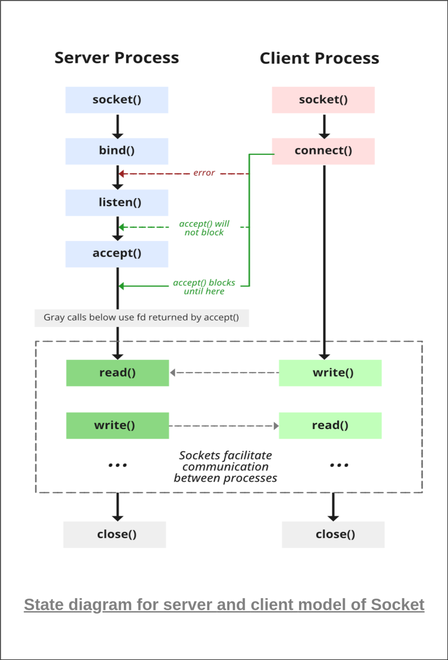 Server Process
Client Process
socket()
socket()
bind()
connect()
error
listen()
accept() will
not block
accept()
accept() blocks
until here
Gray calls below use fd returned by accept()
read()
write()
write()
read()
...
Sockets facilitate
communication
between processes
...
close()
close()
State diagram for server and client model of Socket